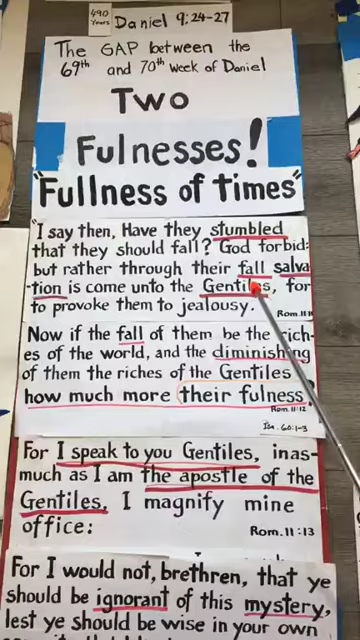 490 Years
Daniel 9:24-27
The GAP between the
69th and 70th week of Daniel
Two
Fulnesses!
"Fullness of times"
"I say then, Have they stumbled
that they should fall? God forbid:
but rather through their fall salva
-tion is come unto the Gentiles, for
to provoke them to jealousy.
Rom. 11:11
Now if the fall of them be the rich-
es of the world, and the diminishing
of them the riches of the Gentiles
how much more their fulness.
Rom. 11:12
Isa. 60:1-3
For I speak to you Gentiles, inas-
much as I am the apostle of the
Gentiles, I magnify mine
office:
Rom. 11:13
For I would not, brethren, that ye
should be ignorant of this mystery,
lest ye should be wise in your own